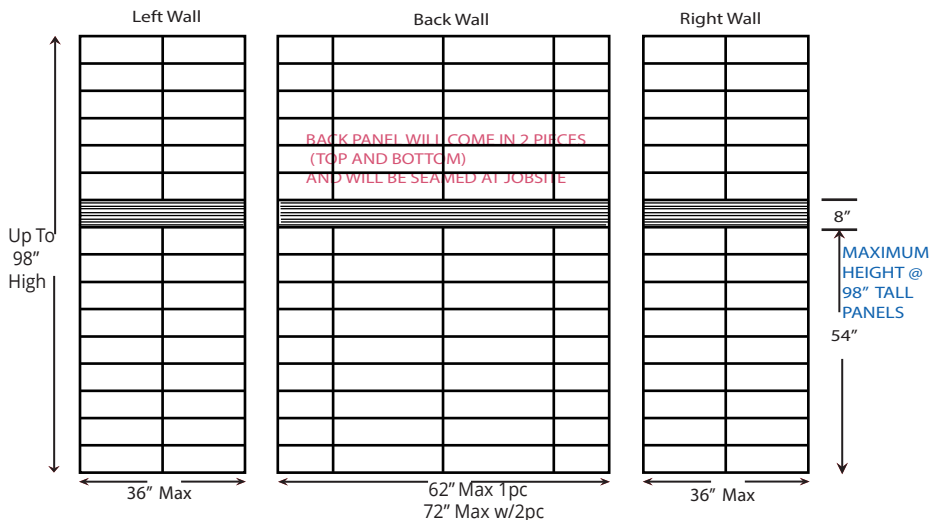 Left Wall
Back Wall
Right Wall
BACK PANEL WILL COME IN 2 PIECES
(TOP AND BOTTOM)
AND WILL BE SEAMED AT JOBSITE
Up To
98”
High
8”
MAXIMUM
HEIGHT @
98” TALL
PANELS
54”
36” Max
62” Max 1pc
72” Max w/2pc
36” Max